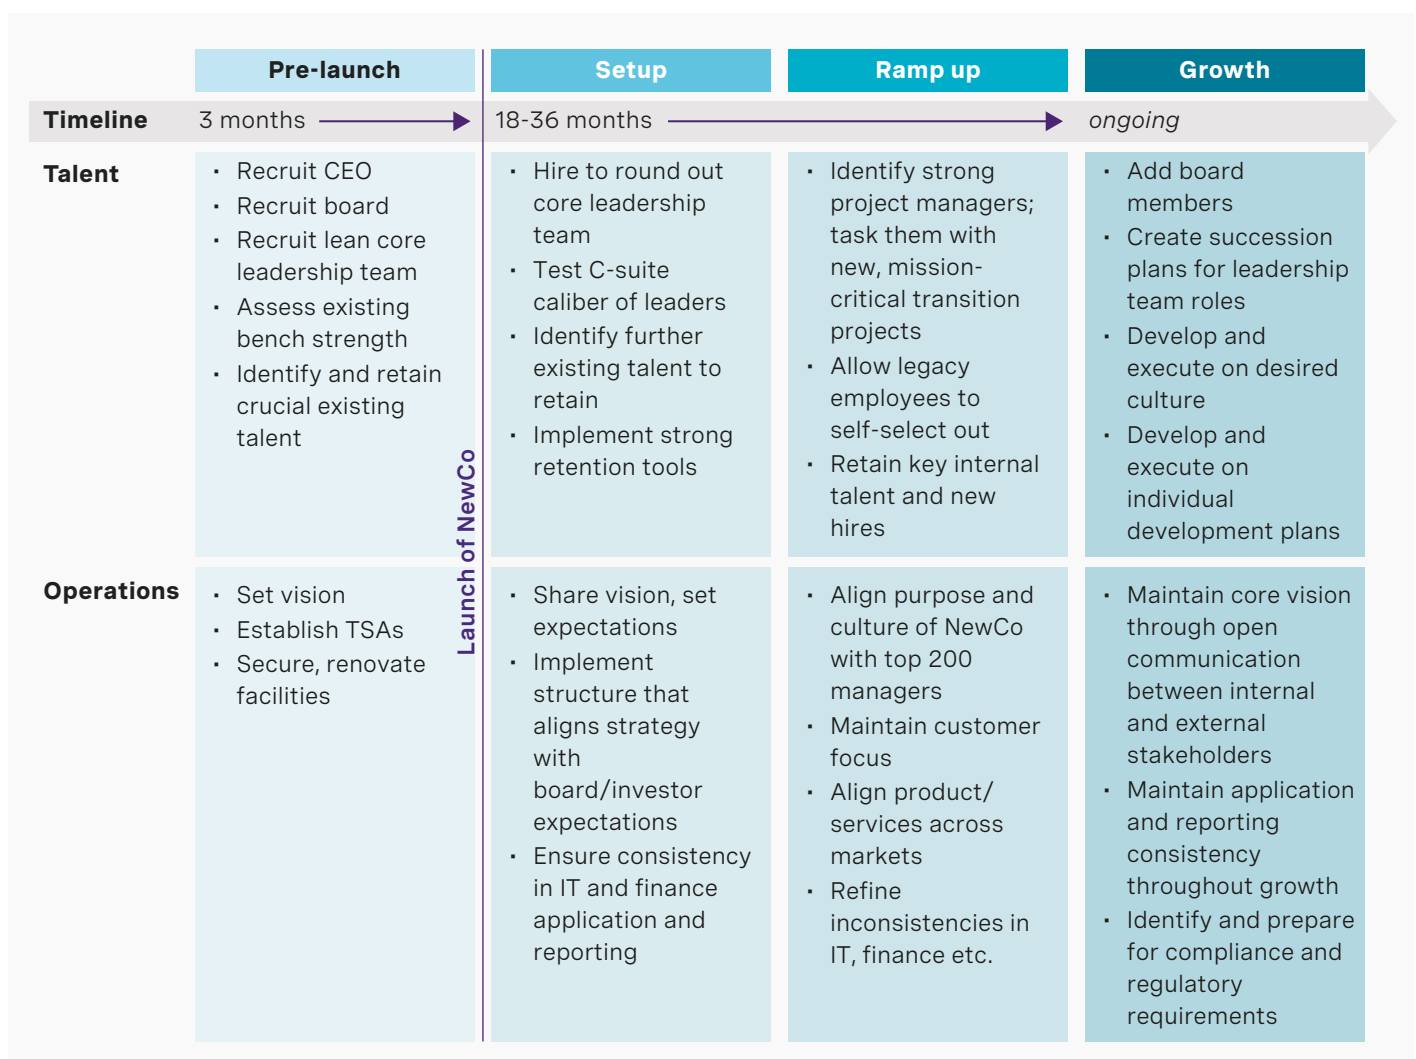 Pre-launch
Setup
Ramp up
Growth
Timeline
3 months
18-36 months
ongoing
Talent
· Recruit CEO
· Recruit board
· Recruit lean core
leadership team
· Assess existing
bench strength
· Identify and retain
crucial existing
talent
· Hire to round out
core leadership
team
· Test C-suite
caliber of leaders
· Identify further
existing talent to
retain
· Implement strong
retention tools
· Identify strong
project managers;
task them with
new, mission-
critical transition
projects
· Allow legacy
employees to
self-select out
· Retain key internal
talent and new
hires
· Add board
members
· Create succession
plans for leadership
team roles
· Develop and
execute on desired
culture
· Develop and
execute on
individual
development plans
Launch of NewCo
Operations
· Set vision
· Establish TSAs
· Secure, renovate
facilities
· Share vision, set
expectations
· Implement
structure that
aligns strategy
with
board/investor
expectations
· Ensure consistency
in IT and finance
application and
reporting
· Align purpose and
culture of NewCo
with top 200
managers
· Maintain customer
focus
· Align product/
services across
markets
· Refine
inconsistencies in
IT, finance etc.
· Maintain core vision
through open
communication
between internal
and external
stakeholders
· Maintain application
and reporting
consistency
throughout growth
· Identify and prepare
for compliance and
regulatory
requirements